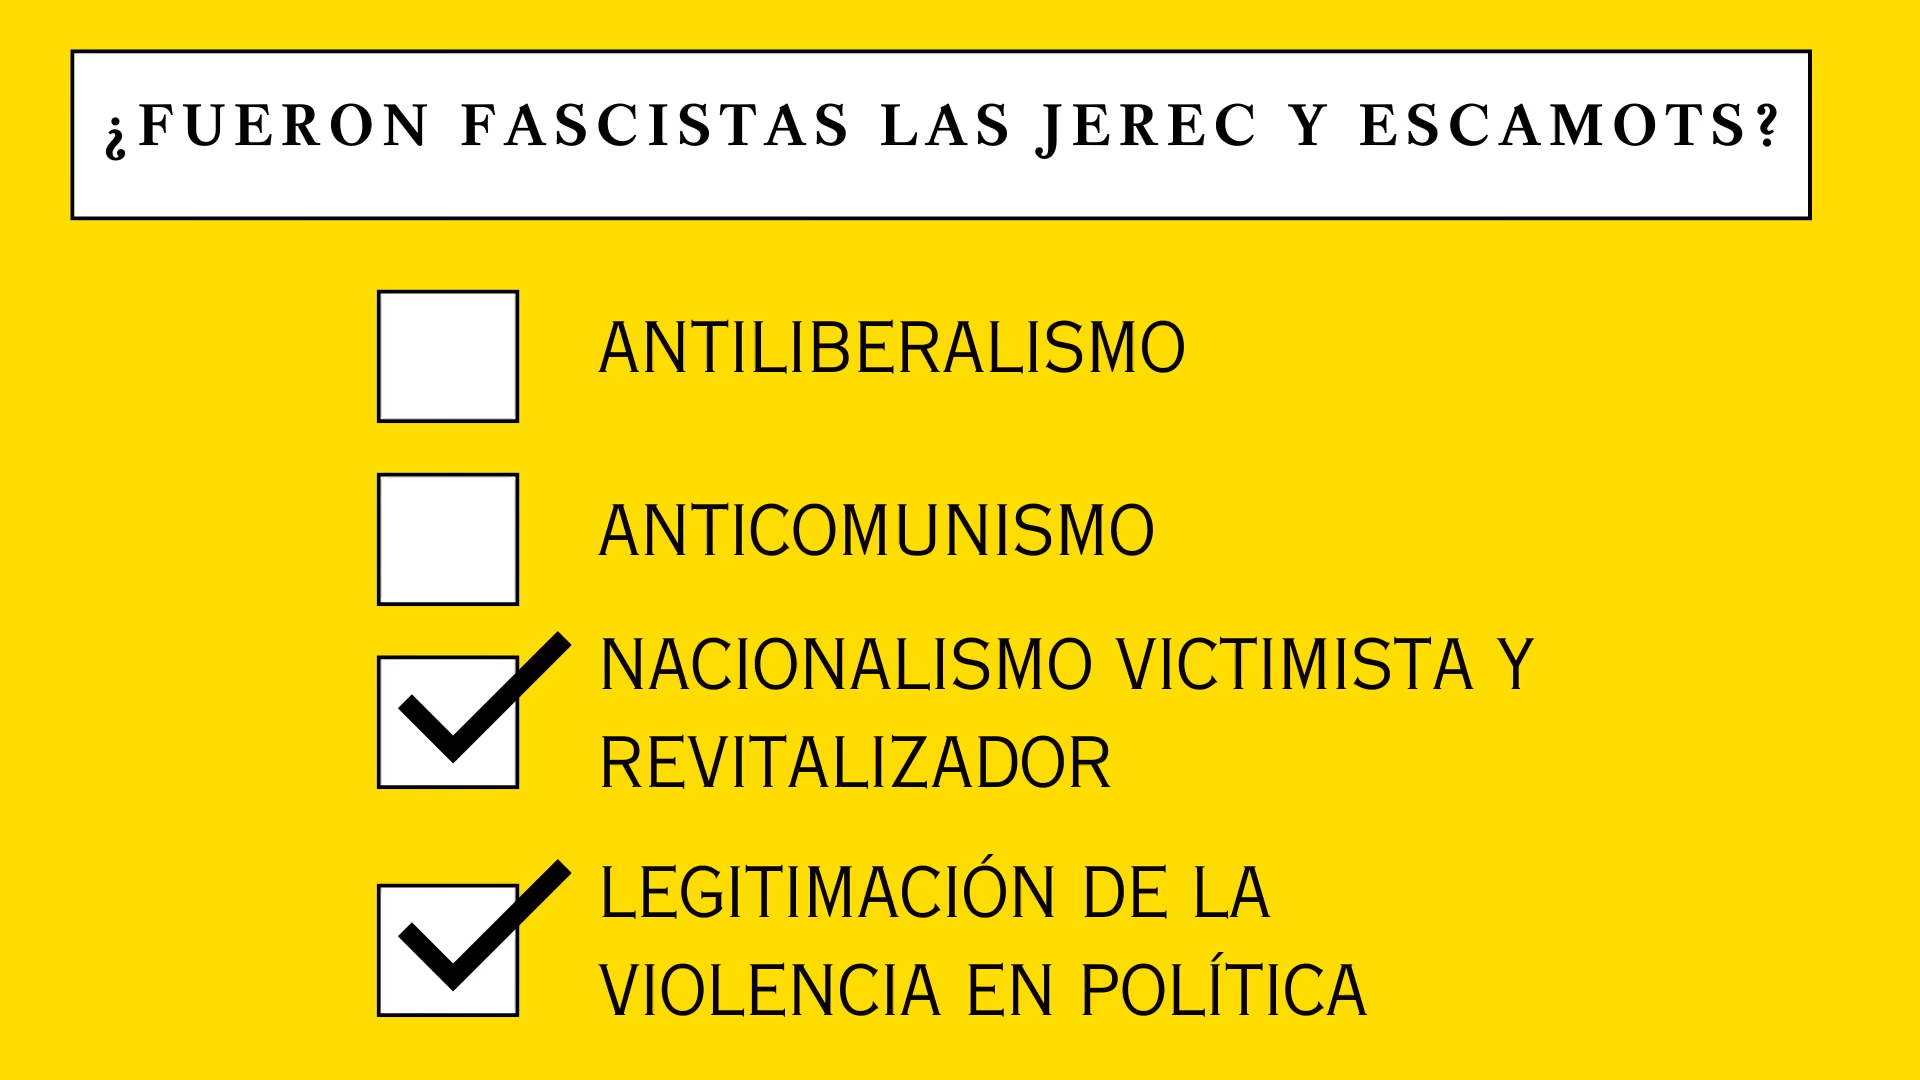 ¿FUERON FASCISTAS LAS JEREC Y ESCAMOTS?
ANTILIBERALISMO
ANTICOMUNISMO
NACIONALISMO VICTIMISTA Y
REVITALIZADOR
LEGITIMACIÓN DE LA
VIOLENCIA EN POLÍTICA